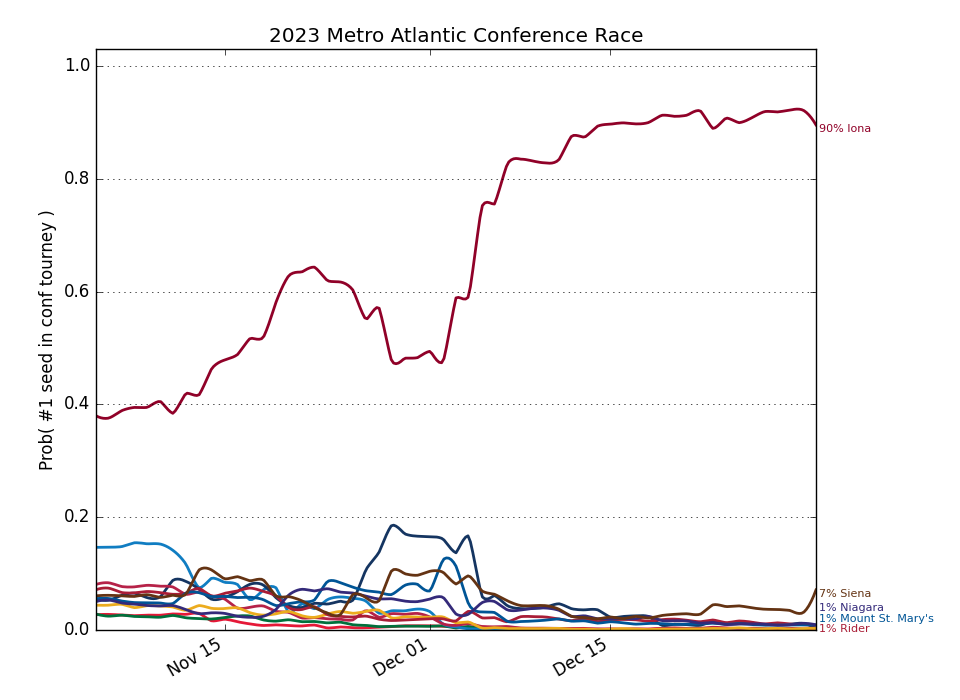 2023 Metro Atlantic Conference Race
Prob( #1 seed in conf tourney )
1.0
0.8
0.6
0.4
0.2
0.0
90% Iona
7% Siena
1% Niagara
1% Mount St. Mary's
1% Rider
Nov 15
Dec 01
Dec 15